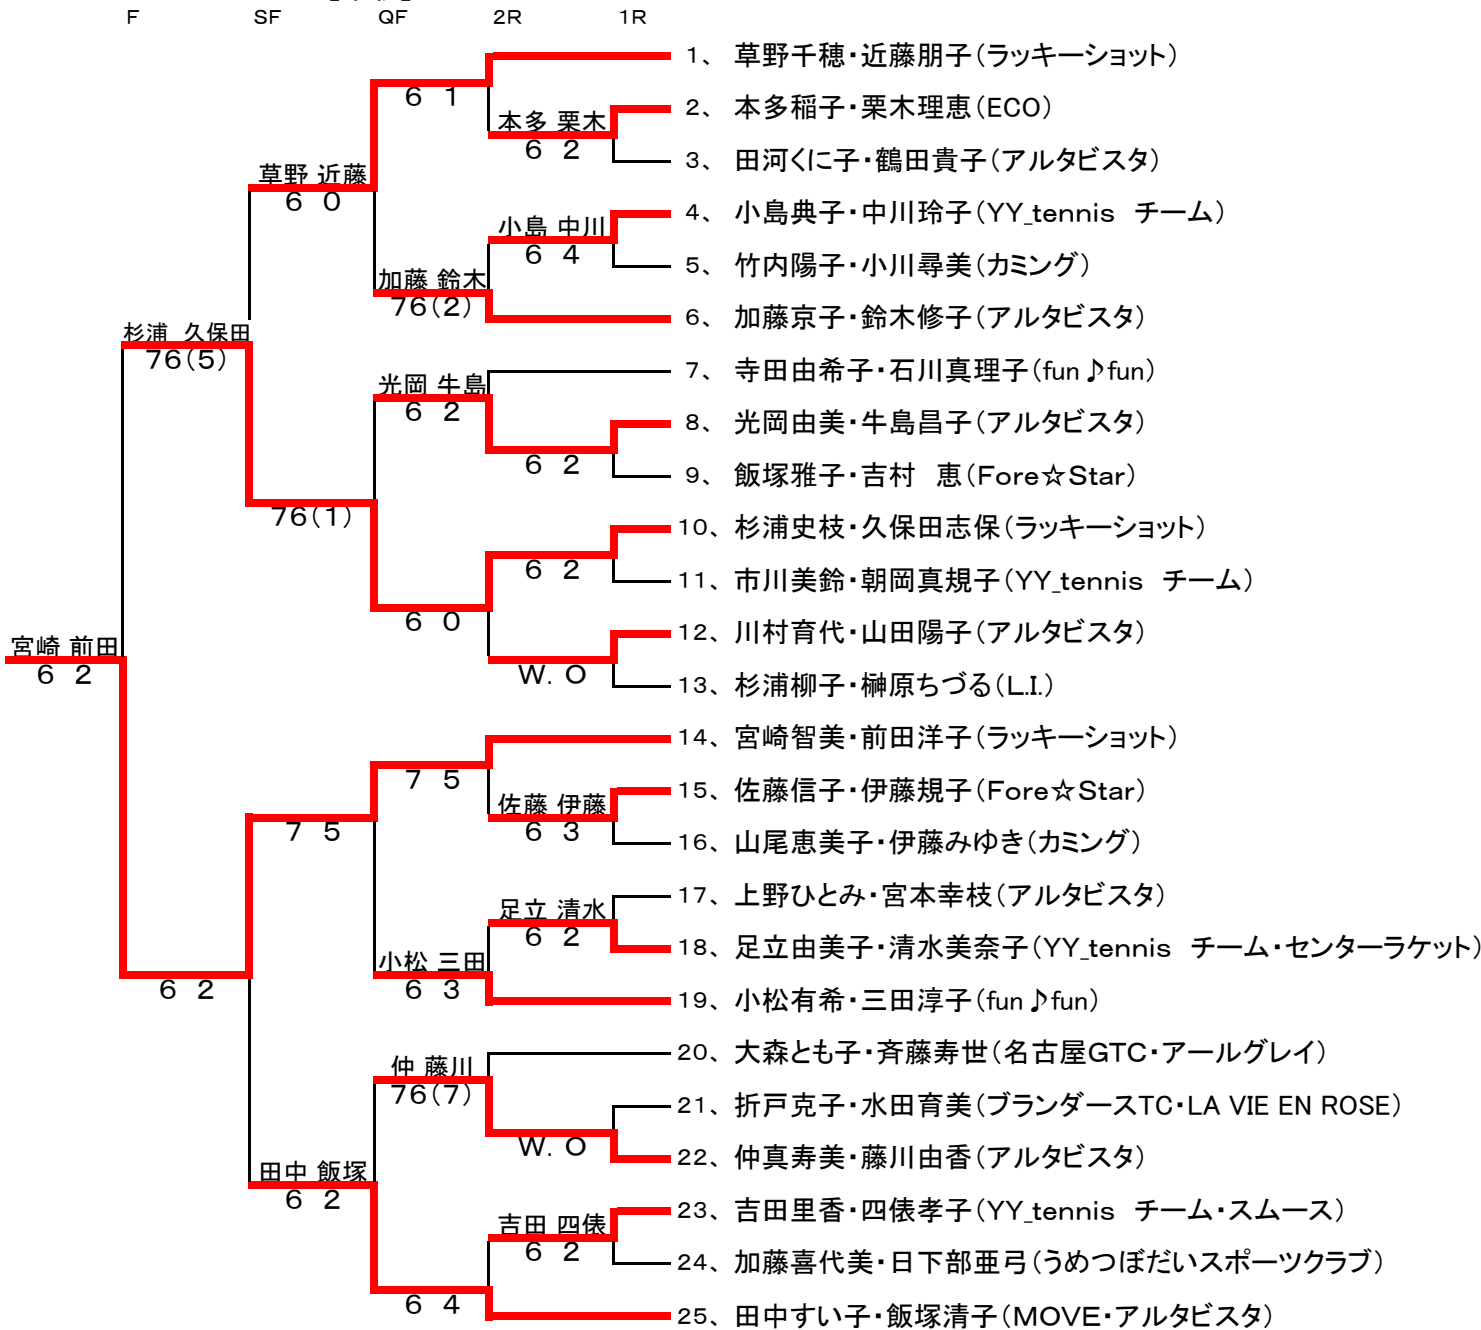 F SF QF 2R 1R
1、 草野千穂・近藤朋子(ラッキーショット)
6 1
2、 本多稲子・栗木理恵(ECO)
本多 栗木
6 2
3、 田河くに子・鶴田貴子(アルタビスタ)
草野 近藤
6 0
4、 小島典子・中川玲子(YY_tennis チーム)
小島 中川
6 4
5、 竹内陽子・小川尋美(カミング)
加藤 鈴木
76(2)
6、 加藤京子・鈴木修子(アルタビスタ)
杉浦 久保田
76(5)
7、 寺田由希子・石川真理子(fun♪fun)
光岡 牛島
6 2
8、 光岡由美・牛島昌子(アルタビスタ)
6 2
9、 飯塚雅子・吉村 恵(Fore☆Star)
76(1)
10、 杉浦史枝・久保田志保(ラッキーショット)
6 2
11、 市川美鈴・朝岡真規子(YY_tennis チーム)
6 0
12、 川村育代・山田陽子(アルタビスタ)
宮崎 前田
6 2
W. O
13、 杉浦柳子・榊原ちづる(L.I.)
14、 宮崎智美・前田洋子(ラッキーショット)
7 5
15、 佐藤信子・伊藤規子(Fore☆Star)
佐藤 伊藤
6 3
7 5
16、 山尾恵美子・伊藤みゆき(カミング)
17、 上野ひとみ・宮本幸枝(アルタビスタ)
足立 清水
6 2
18、 足立由美子・清水美奈子(YY_tennis チーム・センターラケット)
小松 三田
6 3
6 2
19、 小松有希・三田淳子(fun♪fun)
20、 大森とも子・斉藤寿世(名古屋GTC・アールグレイ)
仲 藤川
76(7)
21、 折戸克子・水田育美(ブランダースTC・LA VIE EN ROSE)
W. O
22、 仲真寿美・藤川由香(アルタビスタ)
田中 飯塚
6 2
23、 吉田里香・四俵孝子(YY_tennis チーム・スムース)
吉田 四俵
6 2
24、 加藤喜代美・日下部亜弓(うめつぼだいスポーツクラブ)
6 4
25、 田中すい子・飯塚清子(MOVE・アルタビスタ)